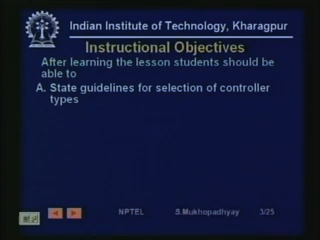 Indian Institute of Technology, Kharagpur
Instructional Objectives
After learning the lesson students should be
able to
A. State guidelines for selection of controller
types
NPTEL S.Mukhopadhyay 3/25